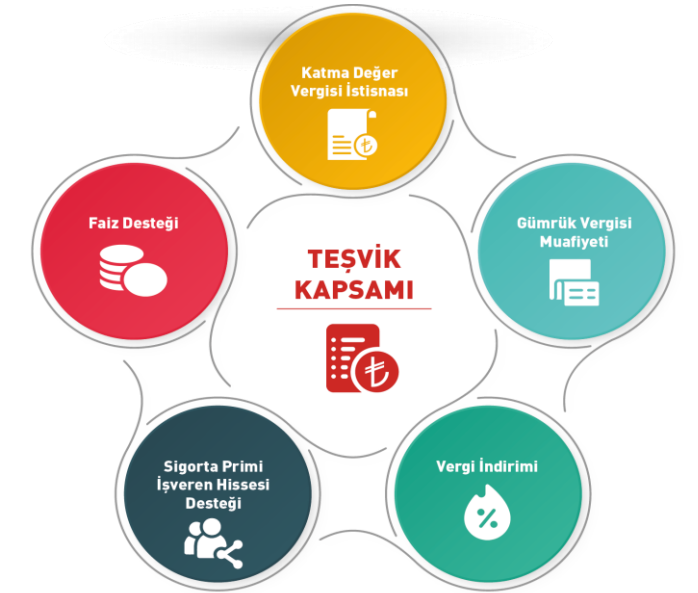 Katma Değer
Vergisi İstisnası
Faiz Desteği
Gümrük Vergisi
Muafiyeti
TEŞVİK
KAPSAMI
Sigorta Primi
İşveren Hissesi
Desteği
Vergi İndirimi
%